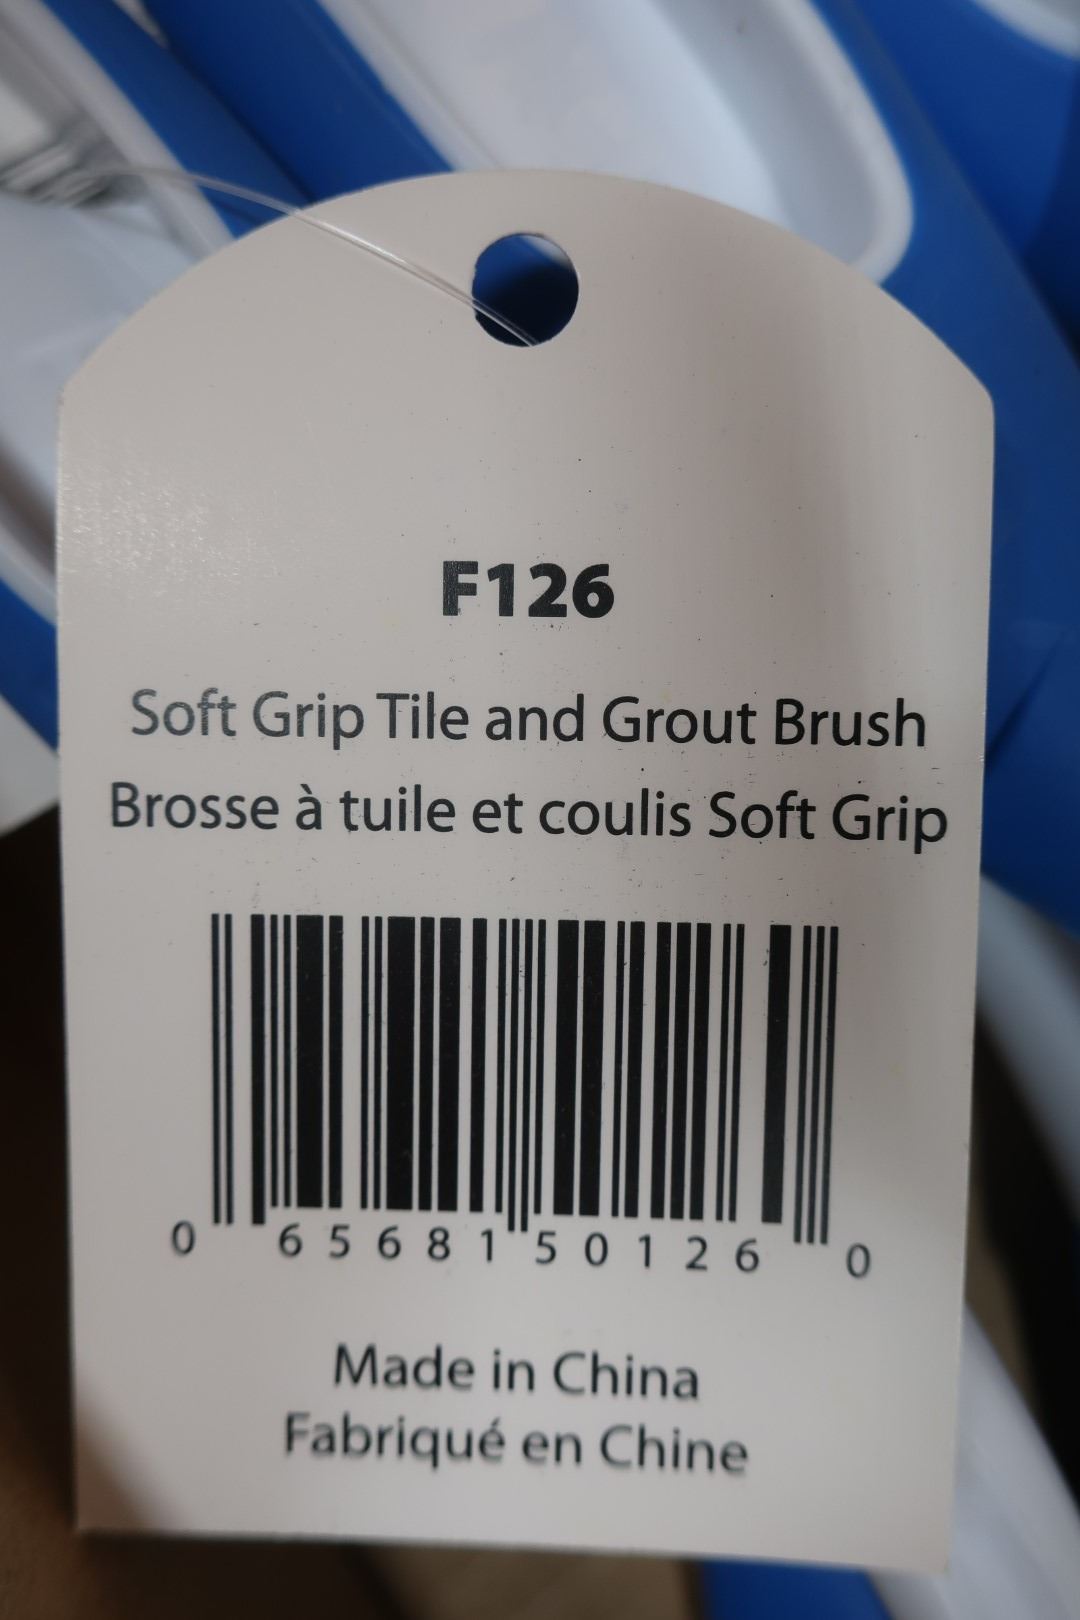 F126
Soft Grip Tile and Grout Brush
Brosse à tuile et coulis Soft Grip
0 65681 50126 0
Made in China
Fabriqué en Chine